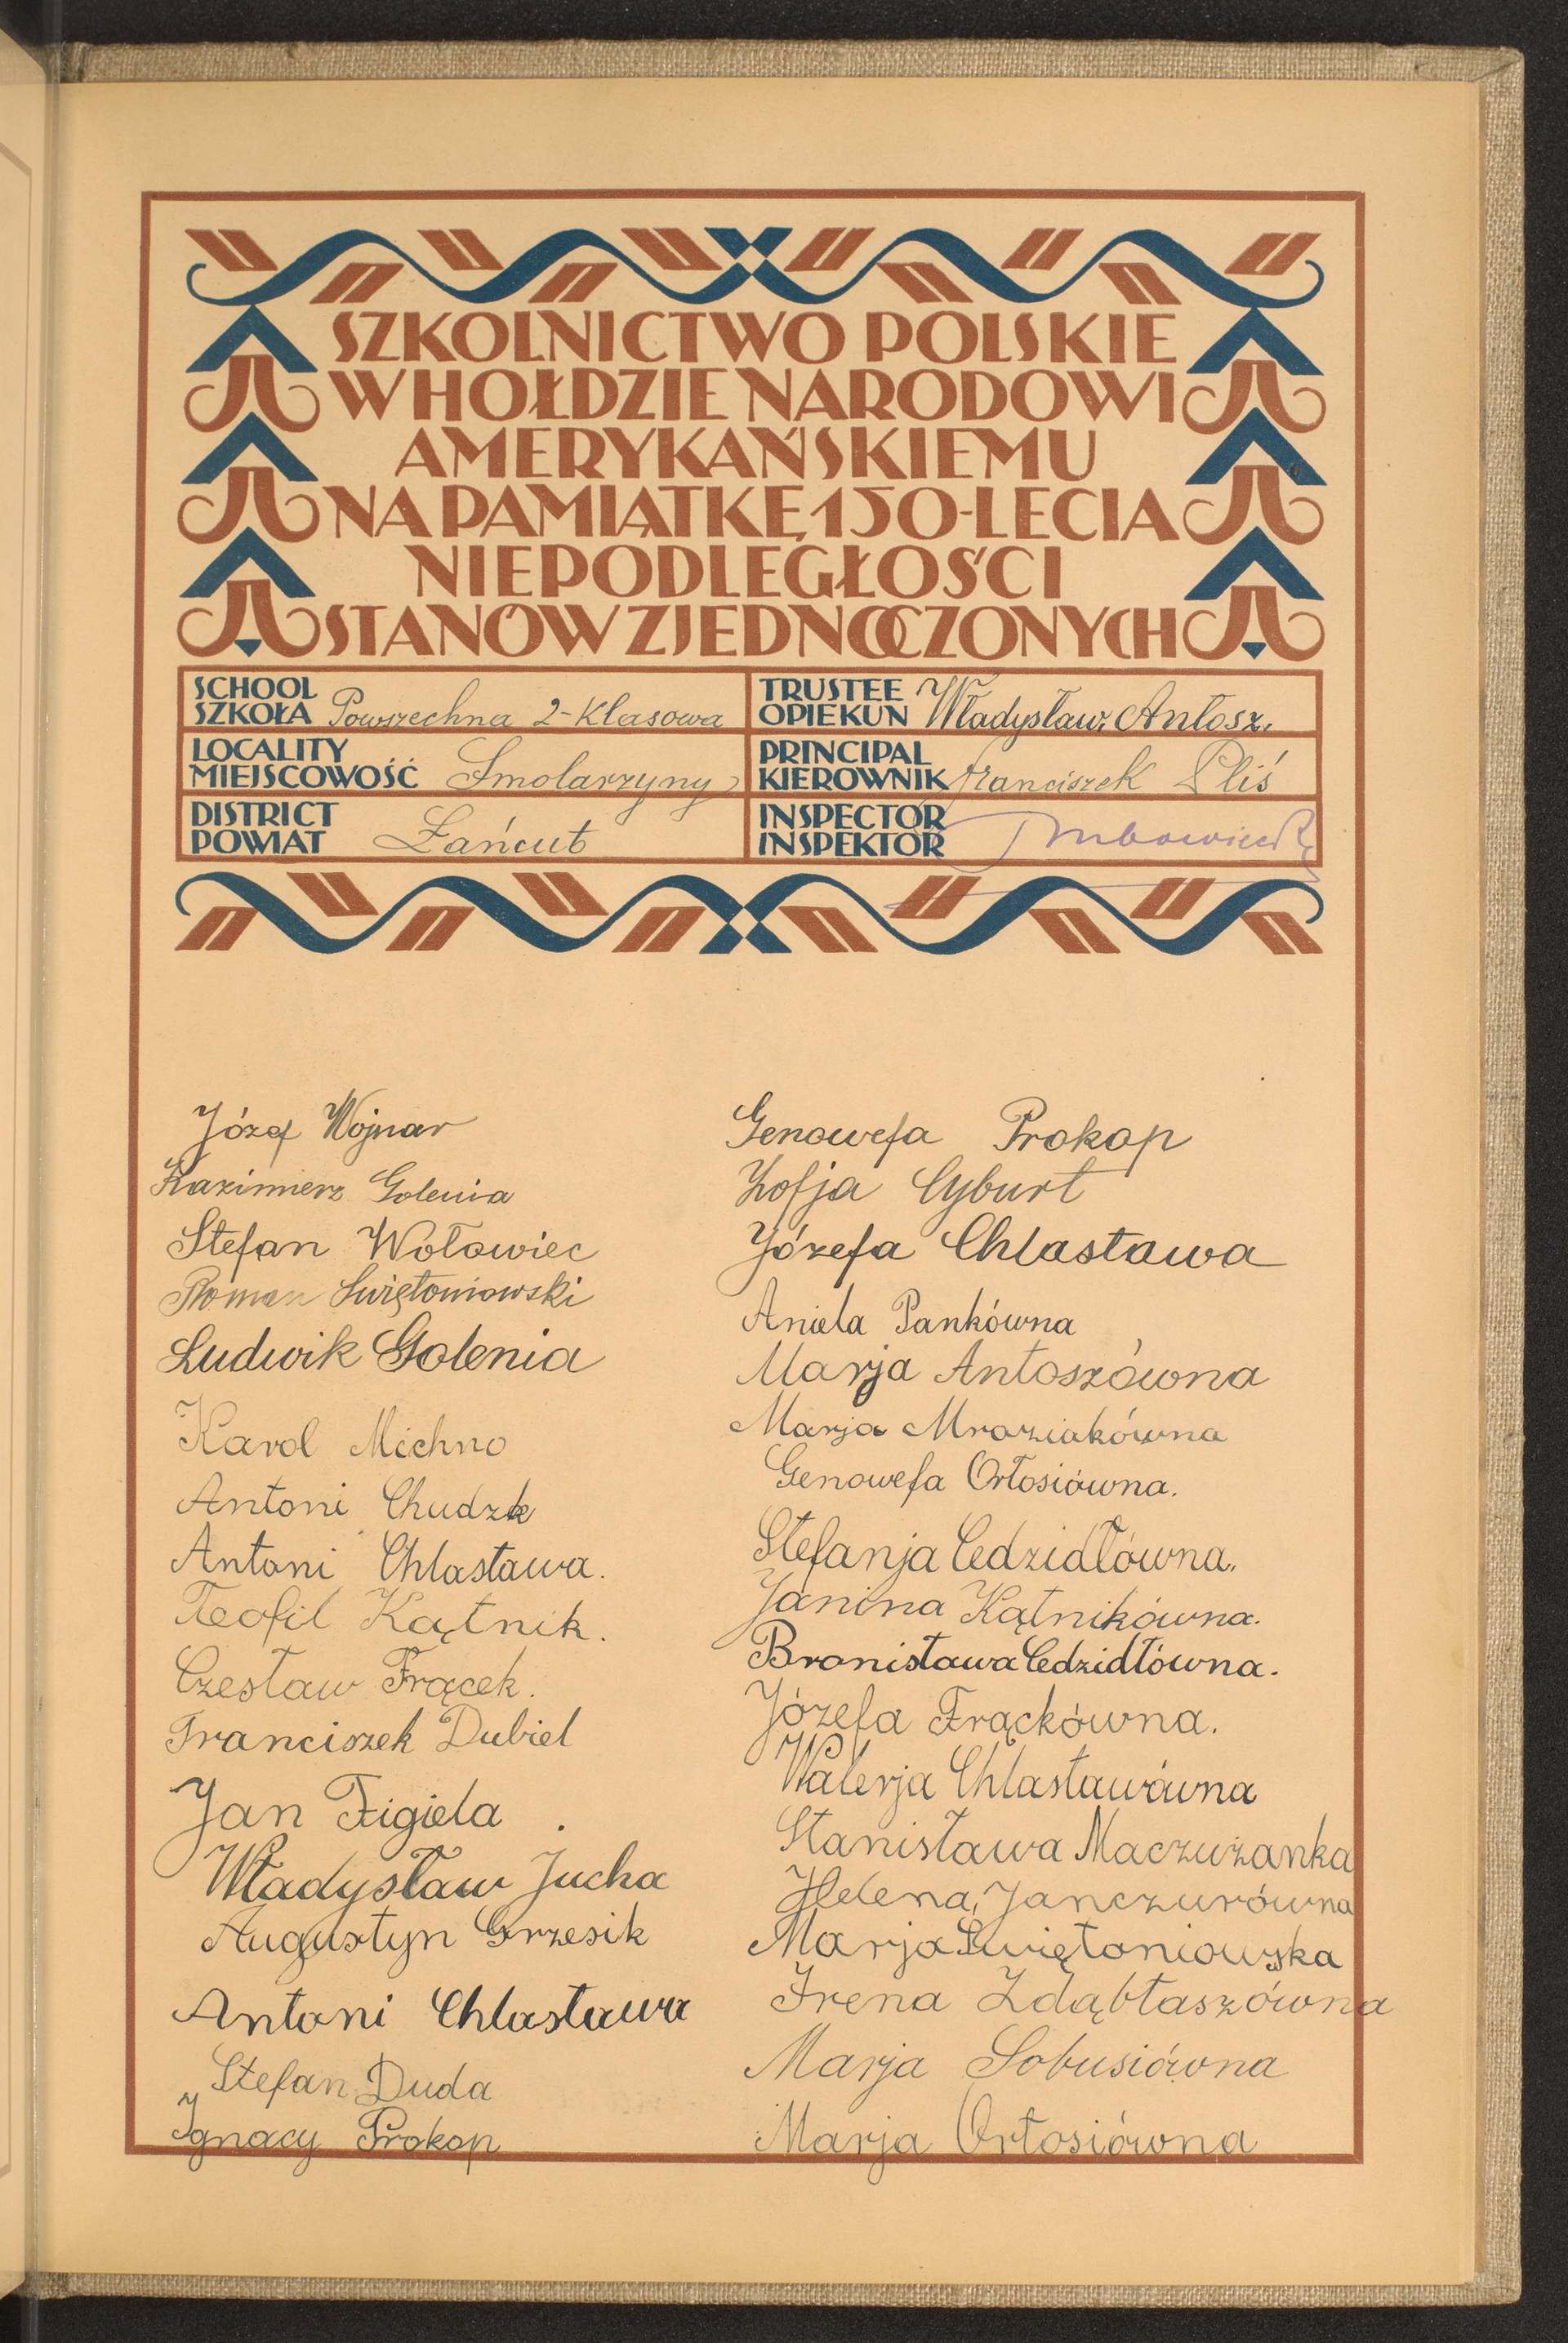 SZKOLNICTWO POLSKIE
W HOŁDZIE NARODOWI
AMERYKAŃSKIEMU
NA PAMIĄTKĘ 150-LECIA
NIEPODLEGŁOŚCI
STANÓW ZJEDNOCZONYCH
SCHOOL
SZKOŁA Powszechna 2-klasowa
TRUSTEE
OPIEKUN Władysław Antosz.
LOCALITY
MIEJSCOWOŚĆ Smolarzyny
PRINCIPAL
KIEROWNIK Franciszek Pliś
DISTRICT
POWIAT Łańcut
INSPECTOR
INSPEKTOR
Józef Wojnar
Kazimierz Golenia
Stefan Wołowiec
Roman Świętoniowski
Ludwik Golenia
Karol Michno
Antoni Chudzik
Antoni Chlastawa.
Teofil Kątnik.
Czesław Frącek.
Franciszek Dubiel
Jan Figiela.
Władysław Jucha
Augustyn Grzesik
Antoni Chlastawa
Stefan Duda
Ignacy Prokop
Genowefa Prokop
Zofja Cyburt
Józefa Chlastawa
Aniela Pankówna
Marja Antoszówna
Marja Mroziakówna
Genowefa Ortosiówna.
Stefanja Cedzidłówna.
Janina Kątnikówna.
Bronisława Cedzidłówna.
Józefa Frąckówna.
Walerja Chlastawówna
Stanisława Maczużanka
Helena Janczurówna
Marja Świętoniowska
Irena Zdąbłaszówna
Marja Sobusiówna
Marja Ortosiówna